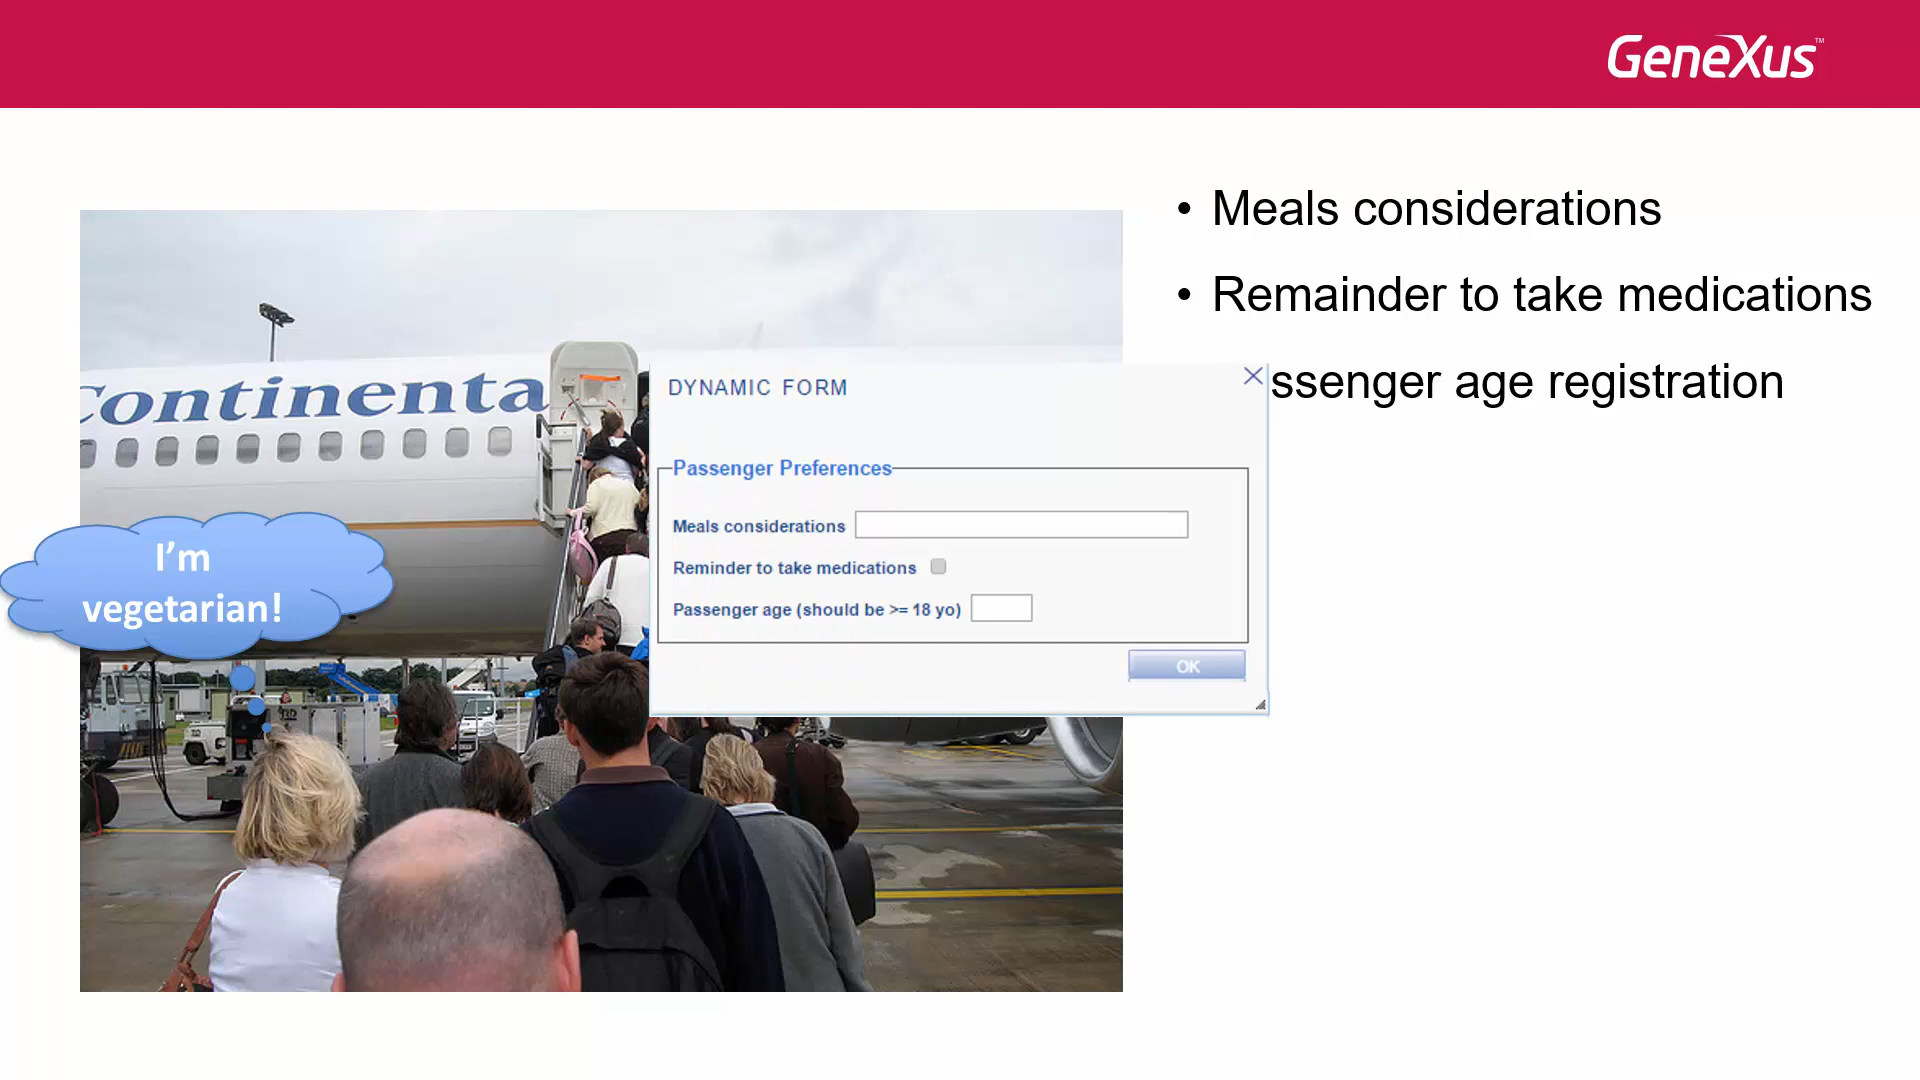 GeneXus™
• Meals considerations
• Remainder to take medications
ssenger age registration
Continenta
DYNAMIC FORM
Passenger Preferences
Meals considerations
Reminder to take medications
Passenger age (should be >= 18 yo)
OK
I'm
vegetarian!